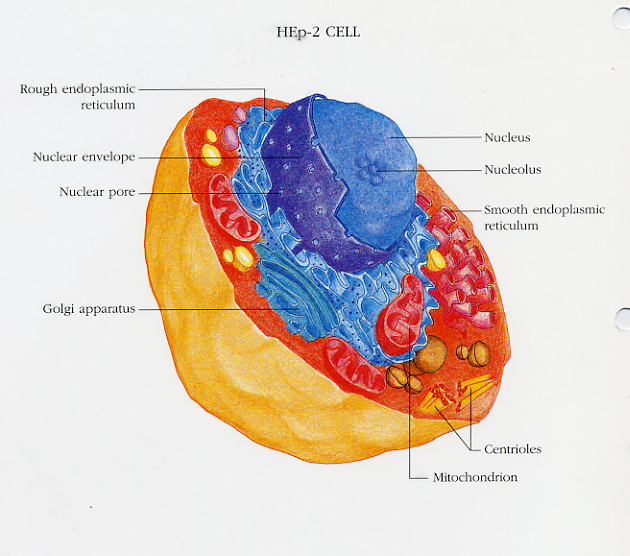 HEp-2 CELL
Rough endoplasmic
reticulum
Nuclear envelope
Nuclear pore
Golgi apparatus
Nucleus
Nucleolus
Smooth endoplasmic
reticulum
Centrioles
Mitochondrion